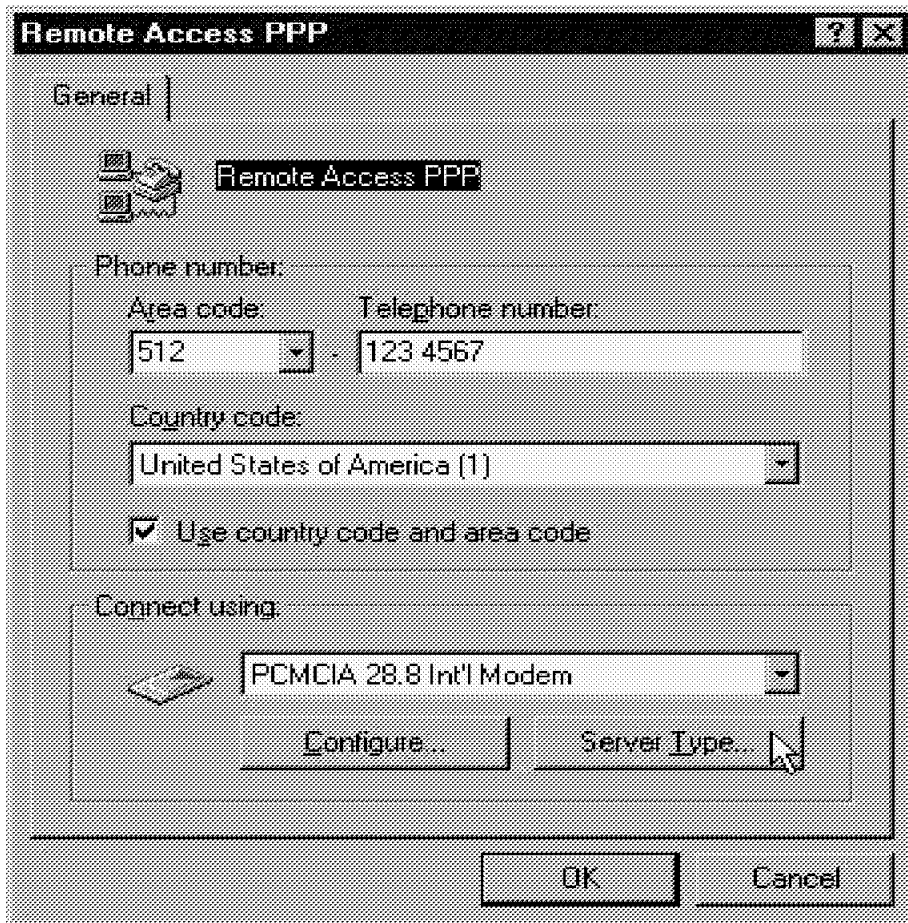 Remote Access PPP
General
Remote Access PPP
Phone number:
Area code: Telephone number:
512 - 123 4567
Country code:
United States of America (1)
Use country code and area code
Connect using:
PCMCIA 28.8 Int'l Modem
Configure... Server Type...
OK Cancel